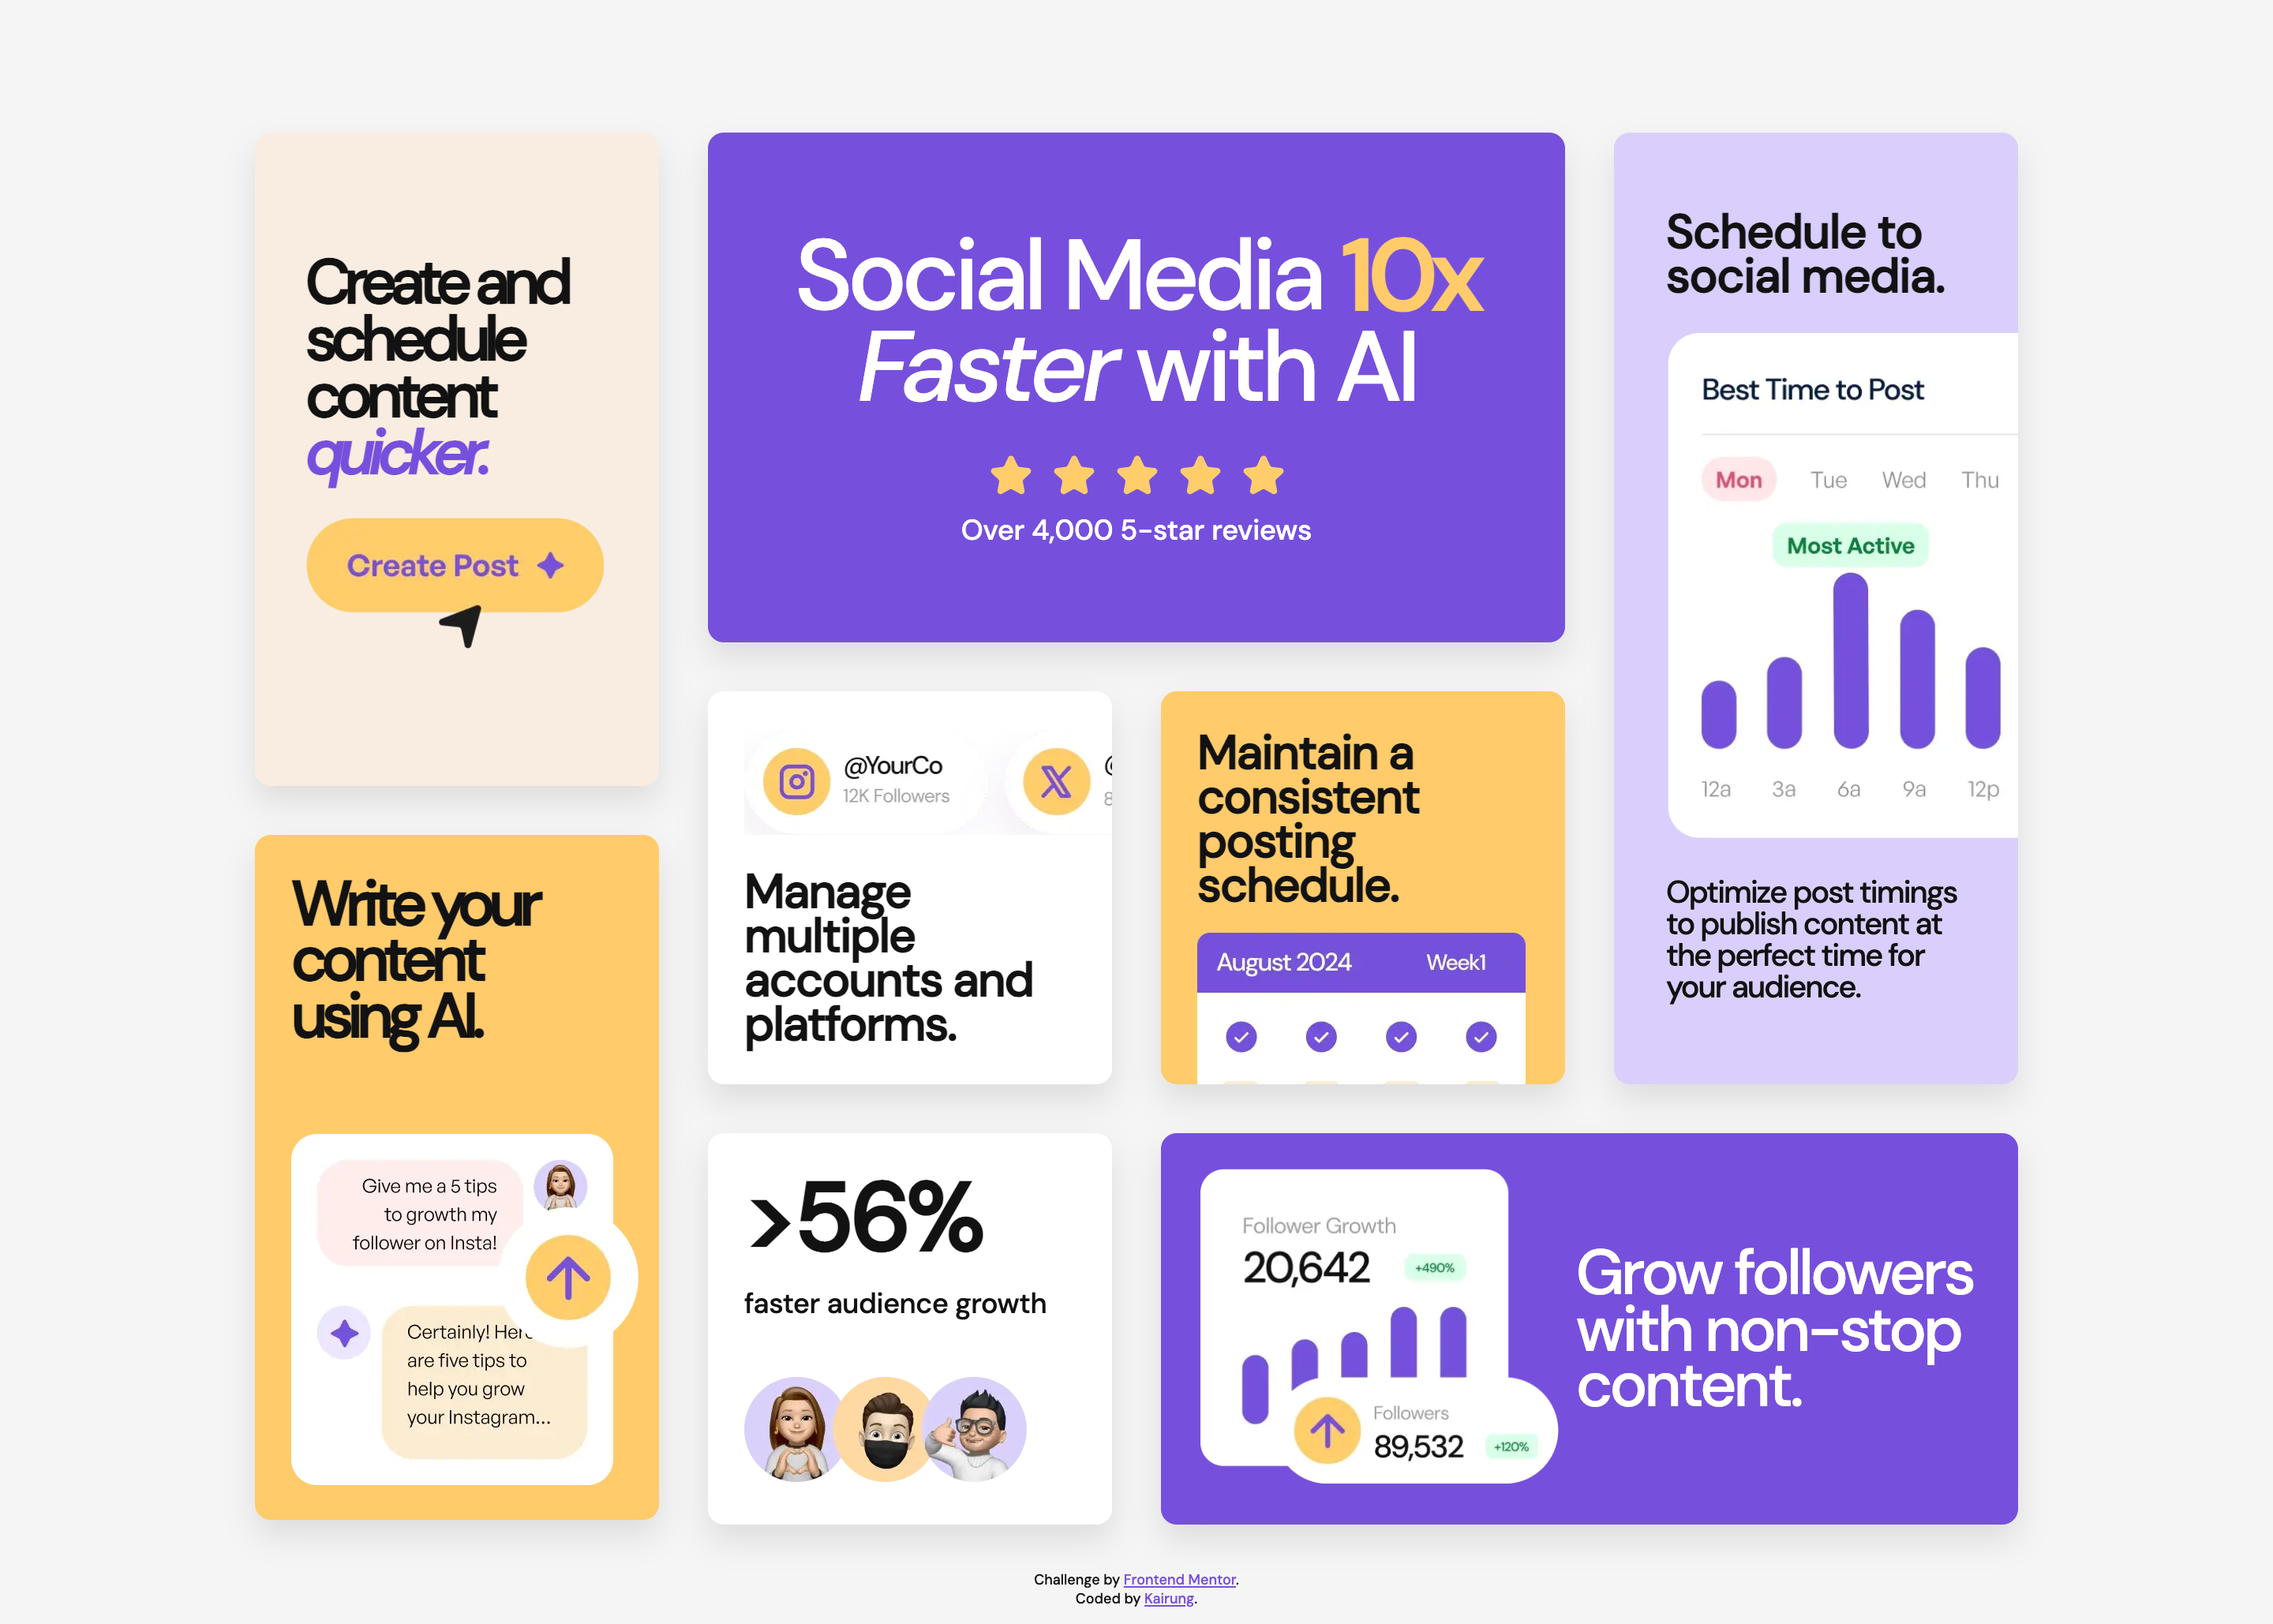 Create and
schedule
content
quicker.
Create Post
Social Media 10x
Faster with AI
Over 4,000 5-star reviews
Schedule to
social media.
Best Time to Post
Mon Tue Wed Thu
Most Active
12a 3a 6a 9a 12p
Optimize post timings
to publish content at
the perfect time for
your audience.
@YourCo
12K Followers
Manage
multiple
accounts and
platforms.
Maintain a
consistent
posting
schedule.
August 2024 Week1
Write your
content
using AI.
Give me a 5 tips
to growth my
follower on Insta!
Certainly! Here
are five tips to
help you grow
your Instagram...
>56%
faster audience growth
Follower Growth
20,642 +490%
Followers
89,532 +120%
Grow followers
with non-stop
content.
Challenge by Frontend Mentor.
Coded by Kairung.